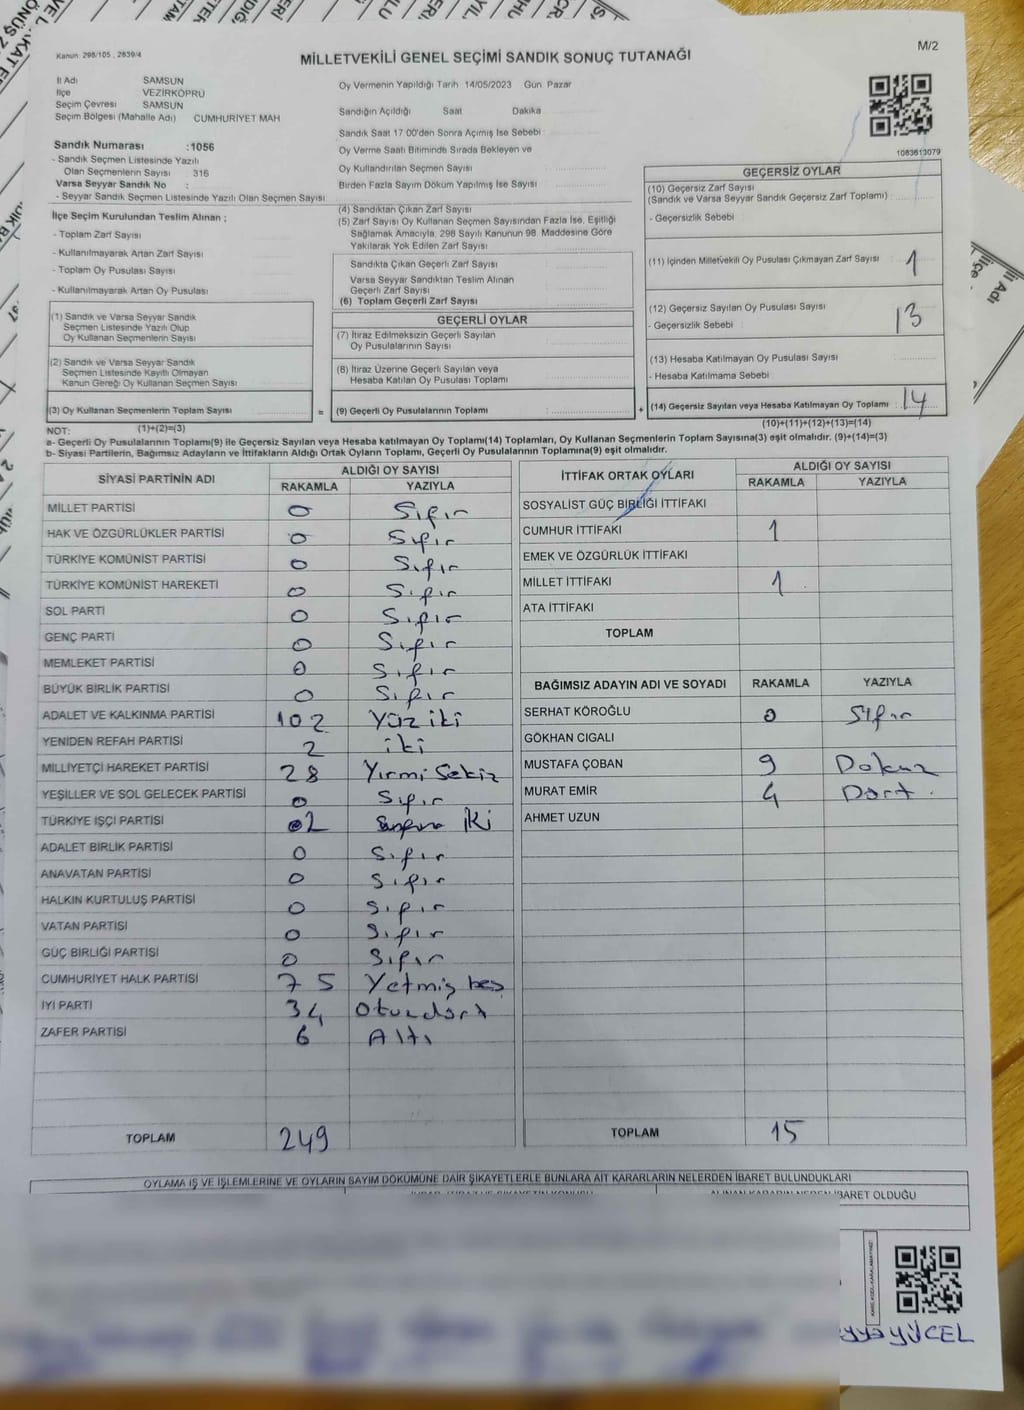 Kanun: 298/105 , 2839/4
MİLLETVEKİLİ GENEL SEÇİMİ SANDIK SONUÇ TUTANAĞI
M/2
İl Adı SAMSUN
İlçe VEZİRKÖPRÜ
Seçim Çevresi SAMSUN
Seçim Bölgesi (Mahalle Adı) CUMHURİYET MAH
Sandık Numarası :1056
- Sandık Seçmen Listesinde Yazılı
Olan Seçmenlerin Sayısı 316
Varsa Seyyar Sandık No :
- Seyyar Sandık Seçmen Listesinde Yazılı Olan Seçmen Sayısı
İlçe Seçim Kurulundan Teslim Alınan ;
- Toplam Zarf Sayısı
- Kullanılmayarak Artan Zarf Sayısı
- Toplam Oy Pusulası Sayısı
- Kullanılmayarak Artan Oy Pusulası
(1) Sandık ve Varsa Seyyar Sandık
Seçmen Listesinde Yazılı Olup
Oy Kullanan Seçmenlerin Sayısı
(2) Sandık ve Varsa Seyyar Sandık
Seçmen Listesinde Kayıtlı Olmayan
Kanun Gereği Oy Kullanan Seçmen Sayısı
(3) Oy Kullanan Seçmenlerin Toplam Sayısı =
Oy Vermenin Yapıldığı Tarih 14/05/2023 Gün Pazar
Sandığın Açıldığı Saat Dakika
Sandık Saat 17 00'den Sonra Açımış İse Sebebi
Oy Verme Saati Bitiminde Sırada Bekleyen ve
Oy Kullandırılan Seçmen Sayısı
Birden Fazla Sayım Döküm Yapılmış İse Sayısı
(4) Sandıktan Çıkan Zarf Sayısı
(5) Zarf Sayısı Oy Kullanan Seçmen Sayısından Fazla İse, Eşitliği
Sağlamak Amacıyla, 298 Sayılı Kanunun 98. Maddesine Göre
Yakılarak Yok Edilen Zarf Sayısı
Sandıkta Çıkan Geçerli Zarf Sayısı
Varsa Seyyar Sandıktan Teslim Alınan
Geçerli Zarf Sayısı
(6) Toplam Geçerli Zarf Sayısı
GEÇERLİ OYLAR
(7) İtiraz Edilmeksizin Geçerli Sayılan
Oy Pusulalarının Sayısı
(8) İtiraz Üzerine Geçerli Sayılan veya
Hesaba Katılan Oy Pusulası Toplamı
(9) Geçerli Oy Pusulalarının Toplamı +
1083613079
GEÇERSİZ OYLAR
(10) Geçersiz Zarf Sayısı
(Sandık ve Varsa Seyyar Sandık Geçersiz Zarf Toplamı)
- Geçersizlik Sebebi
(11) İçinden Milletvekili Oy Pusulası Çıkmayan Zarf Sayısı 1
(12) Geçersiz Sayılan Oy Pusulası Sayısı 13
- Geçersizlik Sebebi
(13) Hesaba Katılmayan Oy Pusulası Sayısı
- Hesaba Katılmama Sebebi
(14) Geçersiz Sayılan veya Hesaba Katılmayan Oy Toplamı 14
NOT: (1)+(2)=(3) (10)+(11)+(12)+(13)=(14)
a- Geçerli Oy Pusulalarının Toplamı(9) ile Geçersiz Sayılan veya Hesaba katılmayan Oy Toplamı(14) Toplamları, Oy Kullanan Seçmenlerin Toplam Sayısına(3) eşit olmalıdır. (9)+(14)=(3)
b- Siyasi Partilerin, Bağımsız Adayların ve İttifakların Aldığı Ortak Oyların Toplamı, Geçerli Oy Pusulalarının Toplamına(9) eşit olmalıdır.
SİYASİ PARTİNİN ADI ALDIĞI OY SAYISI
RAKAMLA YAZIYLA
MİLLET PARTİSİ 0 Sıfır
HAK VE ÖZGÜRLÜKLER PARTİSİ 0 Sıfır
TÜRKİYE KOMÜNİST PARTİSİ 0 Sıfır
TÜRKİYE KOMÜNİST HAREKETİ 0 Sıfır
SOL PARTİ 0 Sıfır
GENÇ PARTİ 0 Sıfır
MEMLEKET PARTİSİ 0 Sıfır
BÜYÜK BİRLİK PARTİSİ 0 Sıfır
ADALET VE KALKINMA PARTİSİ 102 Yüz iki
YENİDEN REFAH PARTİSİ 2 iki
MİLLİYETÇİ HAREKET PARTİSİ 28 Yırmi Sekiz
YEŞİLLER VE SOL GELECEK PARTİSİ 0 Sıfır
TÜRKİYE İŞÇİ PARTİSİ 02 İki
ADALET BİRLİK PARTİSİ 0 Sıfır
ANAVATAN PARTİSİ 0 Sıfır
HALKIN KURTULUŞ PARTİSİ 0 Sıfır
VATAN PARTİSİ 0 Sıfır
GÜÇ BİRLİĞİ PARTİSİ 0 Sıfır
CUMHURİYET HALK PARTİSİ 75 Yetmiş beş
İYİ PARTİ 34 Otuzdört
ZAFER PARTİSİ 6 Altı
TOPLAM 249
İTTİFAK ORTAK OYLARI ALDIĞI OY SAYISI
RAKAMLA YAZIYLA
SOSYALİST GÜÇ BİRLİĞİ İTTİFAKI
CUMHUR İTTİFAKI 1
EMEK VE ÖZGÜRLÜK İTTİFAKI
MİLLET İTTİFAKI 1
ATA İTTİFAKI
TOPLAM
BAĞIMSIZ ADAYIN ADI VE SOYADI RAKAMLA YAZIYLA
SERHAT KÖROĞLU 0 Sıfır
GÖKHAN CIGALI
MUSTAFA ÇOBAN 9 Dokuz
MURAT EMİR 4 Dört
AHMET UZUN
TOPLAM 15
OYLAMA İŞ VE İŞLEMLERİNE VE OYLARIN SAYIM DÖKÜMÜNE DAİR ŞİKAYETLERLE BUNLARA AİT KARARLARIN NELERDEN İBARET BULUNDUKLARI
İBARET OLDUĞU
YÜCEL